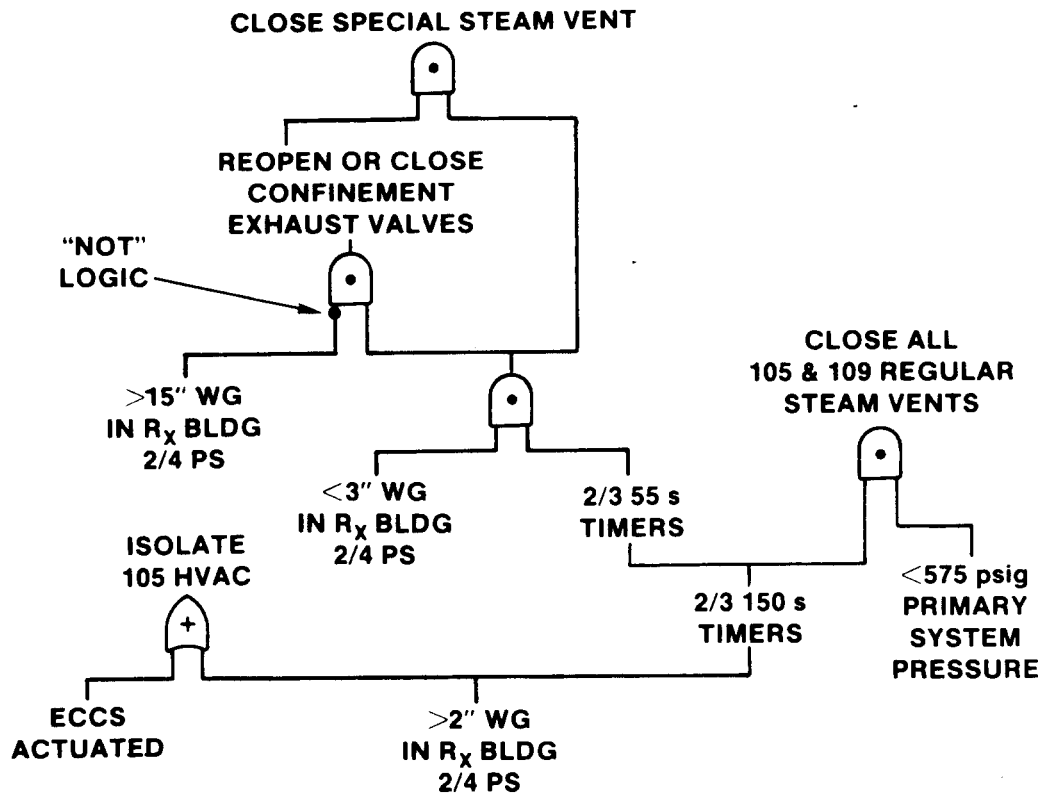 CLOSE SPECIAL STEAM VENT
REOPEN OR CLOSE
CONFINEMENT
EXHAUST VALVES
"NOT"
LOGIC
>15" WG
IN RX BLDG
2/4 PS
<3" WG
IN RX BLDG
2/4 PS
2/3 55 s
TIMERS
CLOSE ALL
105 & 109 REGULAR
STEAM VENTS
ISOLATE
105 HVAC
+
2/3 150 s
TIMERS
<575 psig
PRIMARY
SYSTEM
PRESSURE
ECCS
ACTUATED
>2" WG
IN RX BLDG
2/4 PS